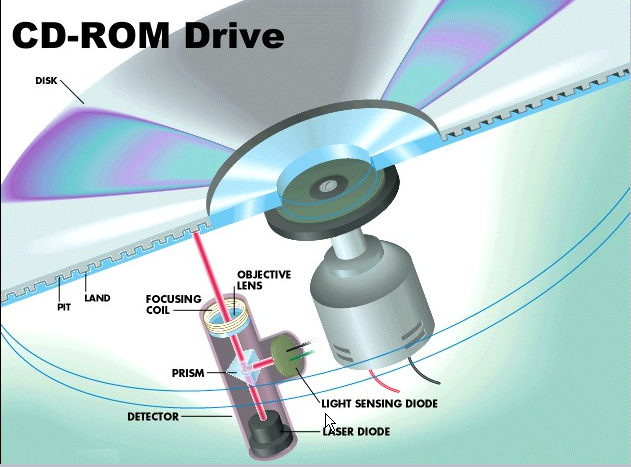 CD-ROM Drive
DISK
OBJECTIVE
LENS
LAND
PIT
FOCUSING
COIL
PRISM
LIGHT SENSING DIODE
DETECTOR
LASER DIODE